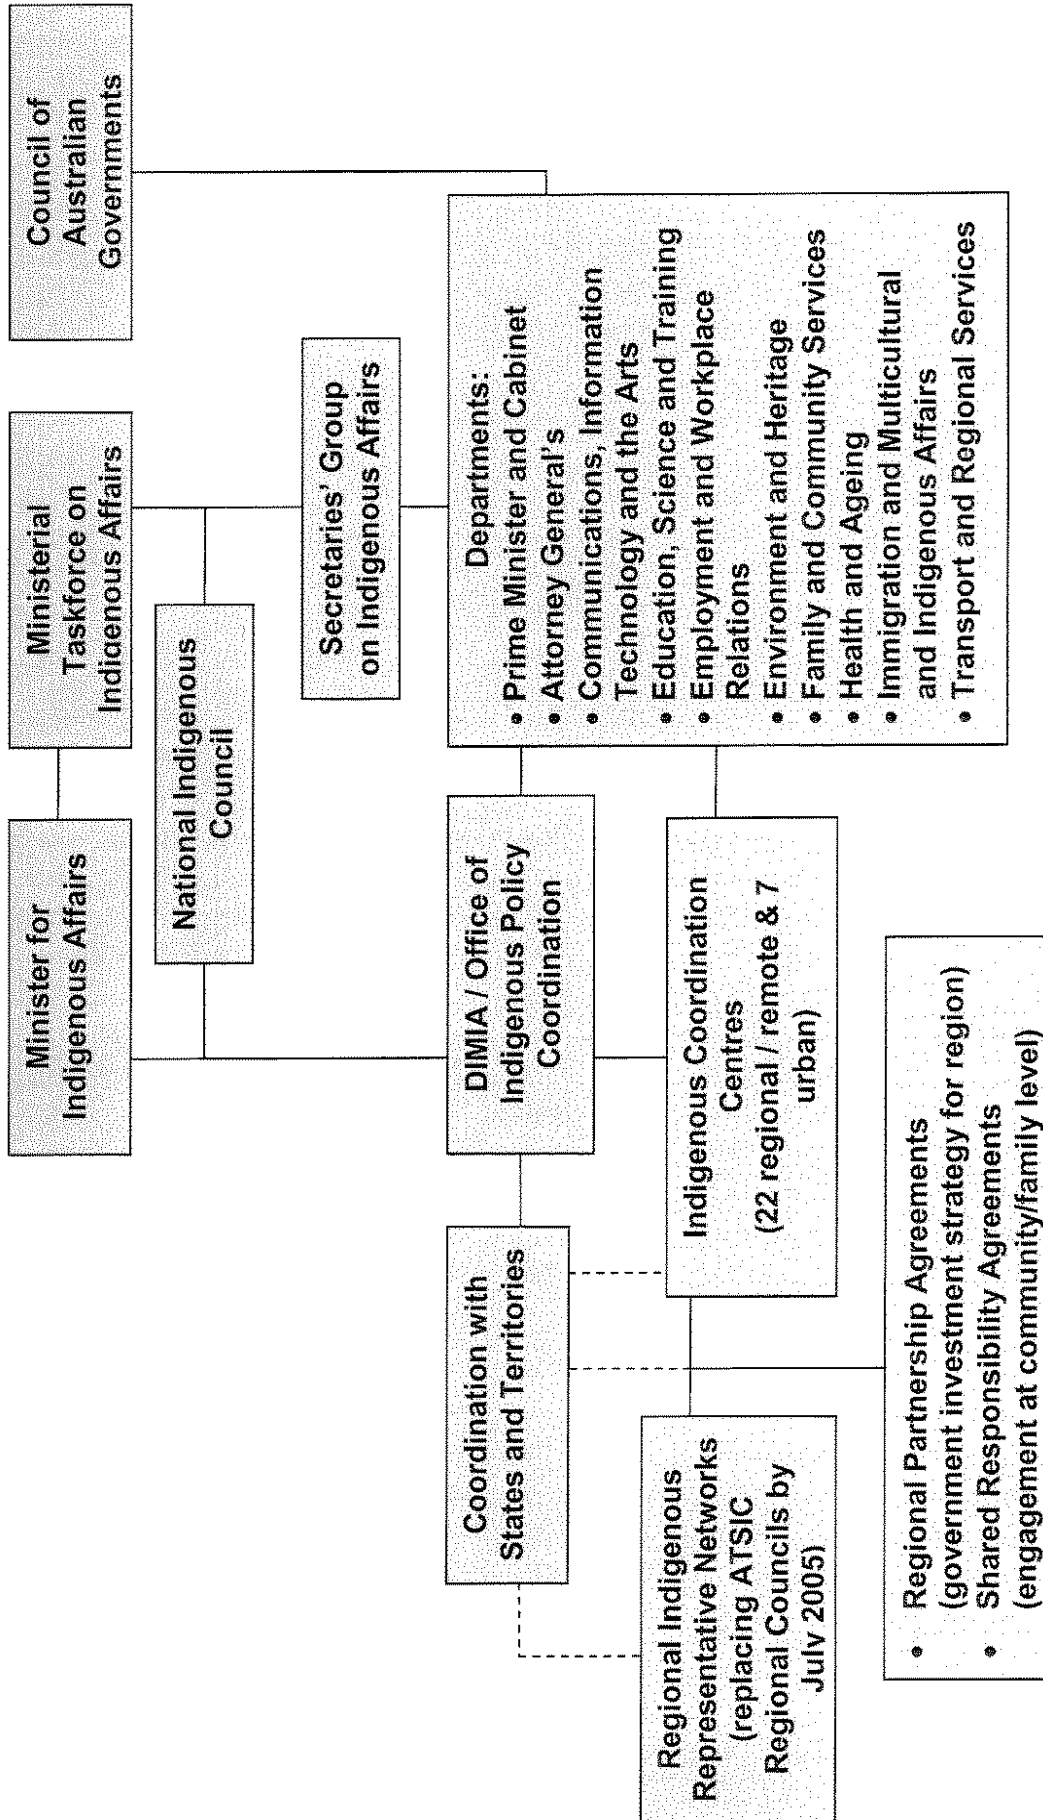 Minister for
Indigenous Affairs
Ministerial
Taskforce on
Indigenous Affairs
Council of
Australian
Governments
National Indigenous
Council
Secretaries' Group
on Indigenous Affairs
Coordination with
States and Territories
DIMIA / Office of
Indigenous Policy
Coordination
Departments:
• Prime Minister and Cabinet
• Attorney General's
• Communications, Information
Technology and the Arts
• Education, Science and Training
• Employment and Workplace
Relations
• Environment and Heritage
• Family and Community Services
• Health and Ageing
• Immigration and Multicultural
and Indigenous Affairs
• Transport and Regional Services
Regional Indigenous
Representative Networks
(replacing ATSIC
Regional Councils by
July 2005)
Indigenous Coordination
Centres
(22 regional / remote & 7
urban)
• Regional Partnership Agreements
(government investment strategy for region)
• Shared Responsibility Agreements
(engagement at community/family level)